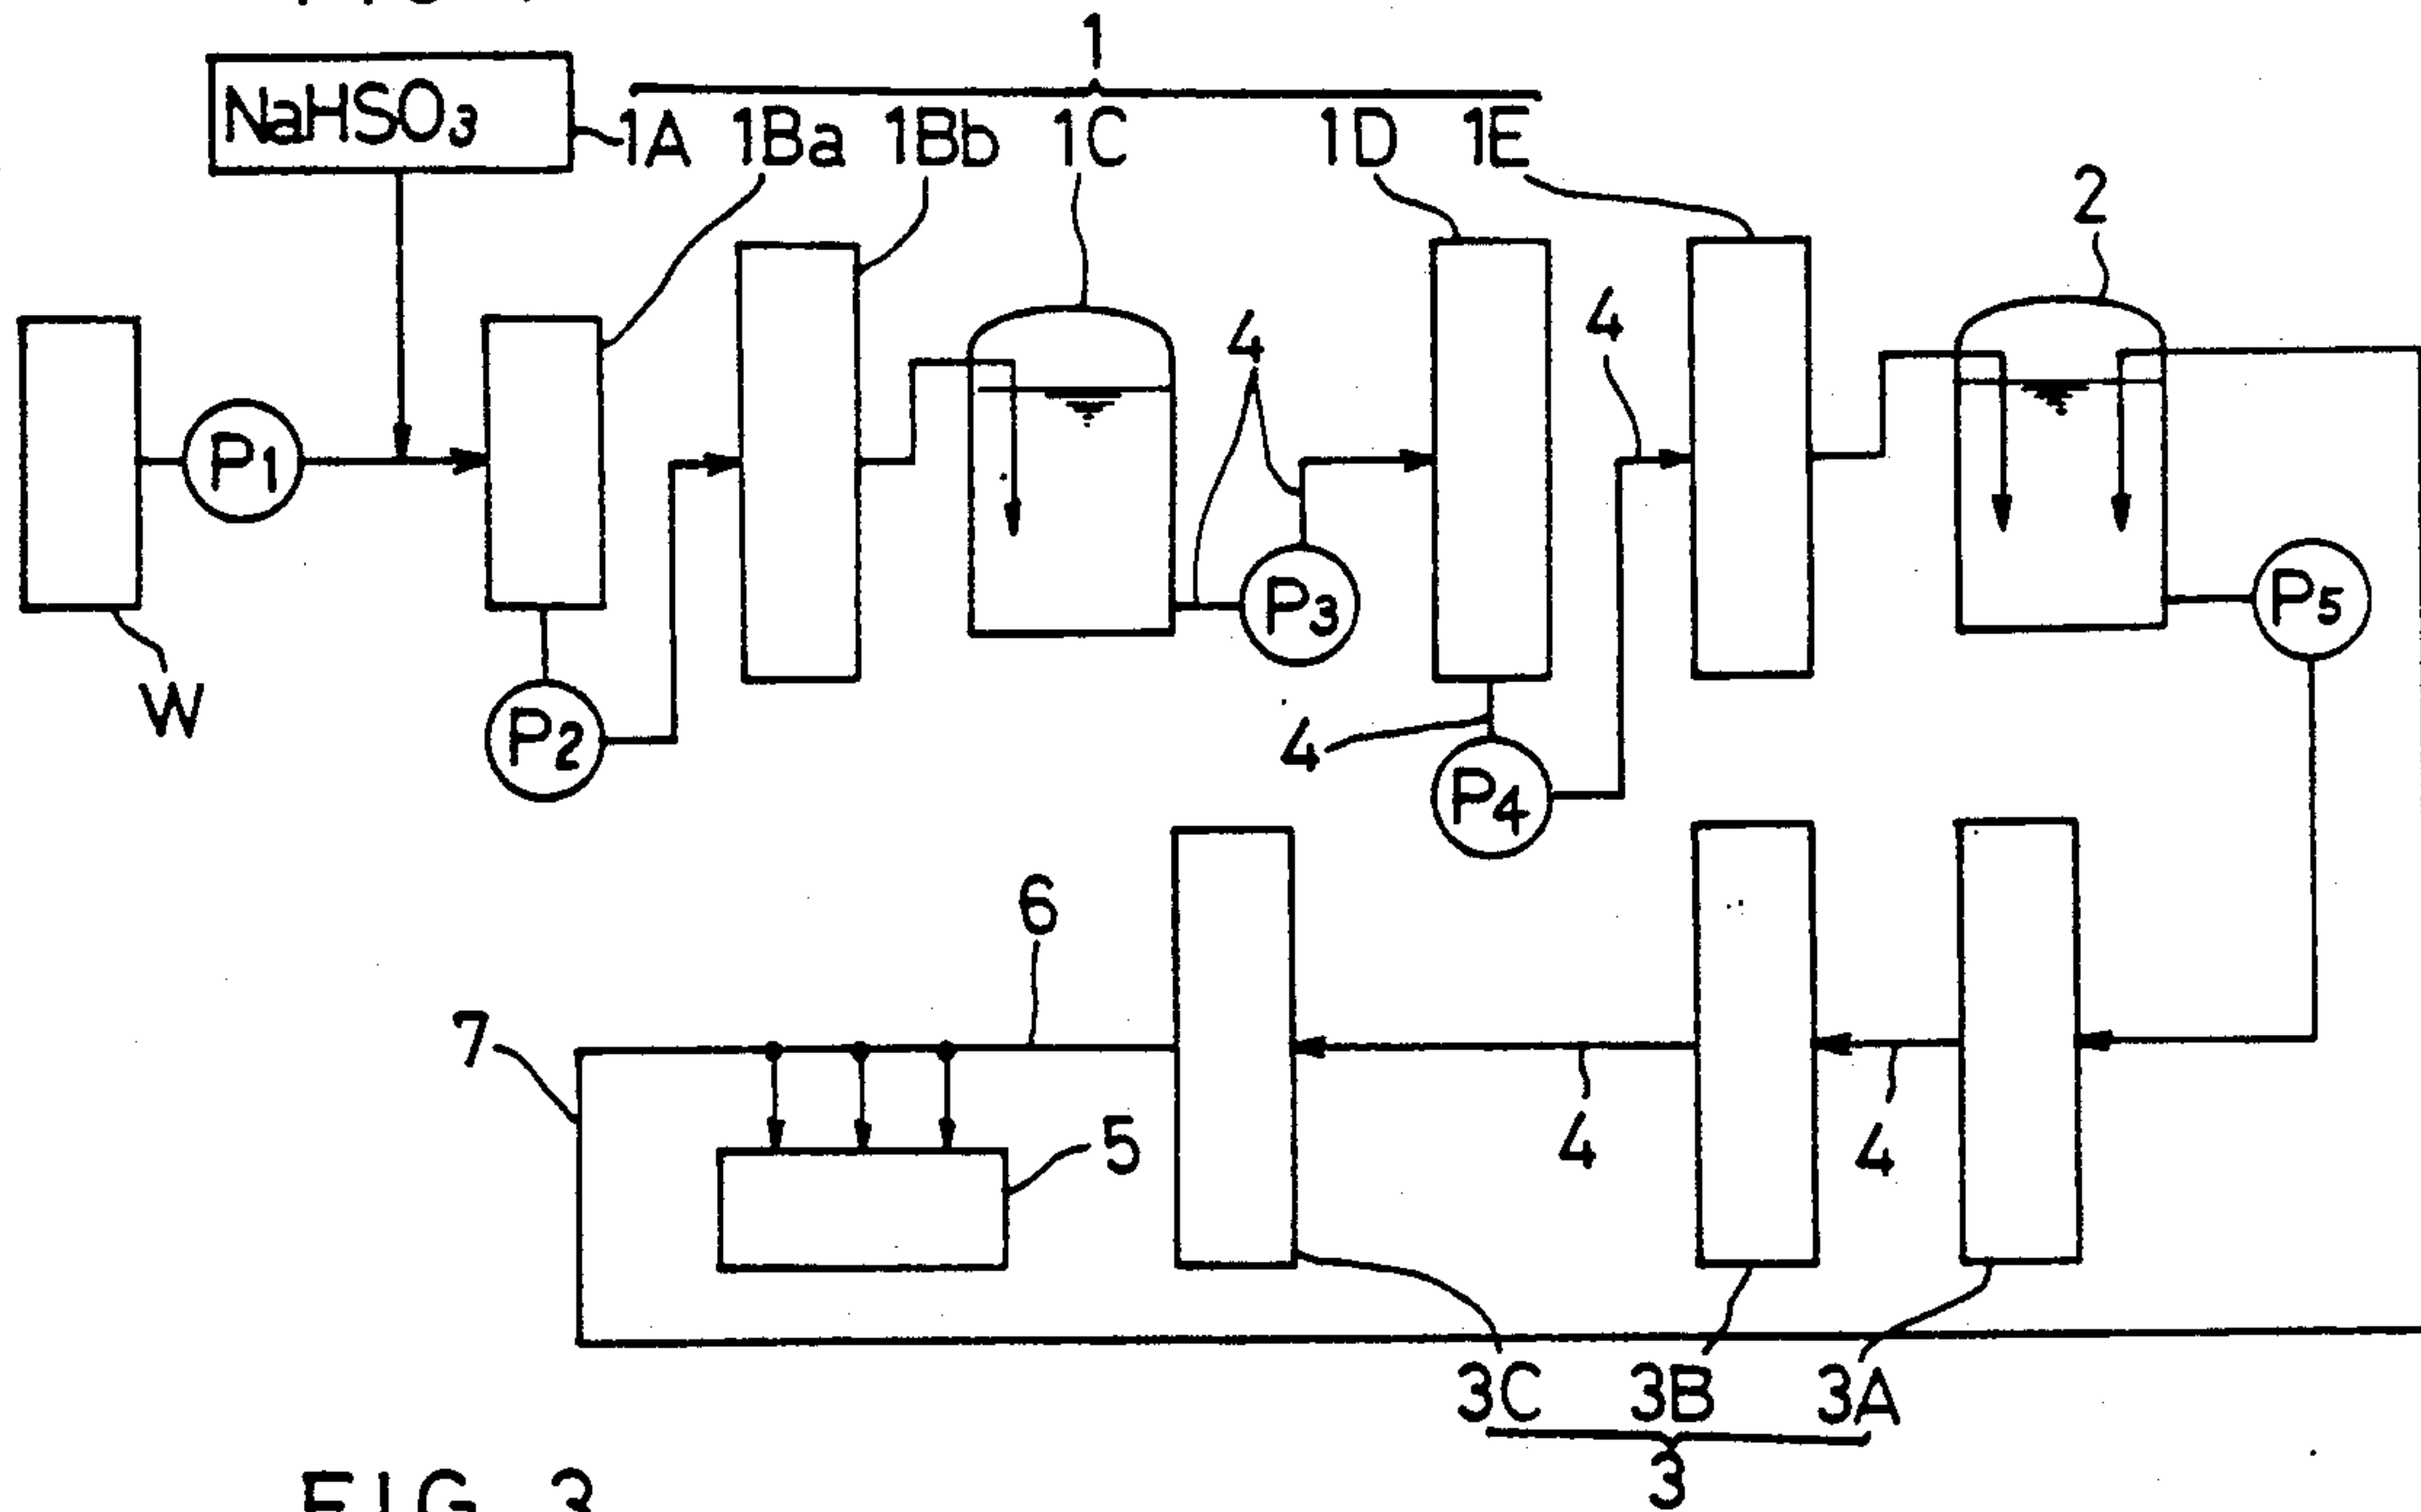 1
NaHSO3 1A 1Ba 1Bb 1C 1D 1E
2
4 4
P1
P3 P5
W P2 4 P4
6
7
5 4 4
3C 3B 3A
3
FIG 3